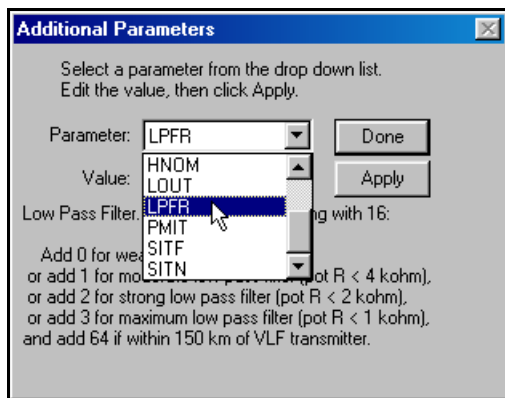 Additional Parameters
Select a parameter from the drop down list.
Edit the value, then click Apply.
Parameter: LPFR
Done
HNOM
Value:
LOUT
Apply
LPFR
Low Pass Filter. g with 16:
PMIT
SITF
Add 0 for
SITN
or add 1 for pass filter (pot R < 4 kohm),
or add 2 for strong low pass filter (pot R < 2 kohm),
or add 3 for maximum low pass filter (pot R < 1 kohm),
and add 64 if within 150 km of VLF transmitter.